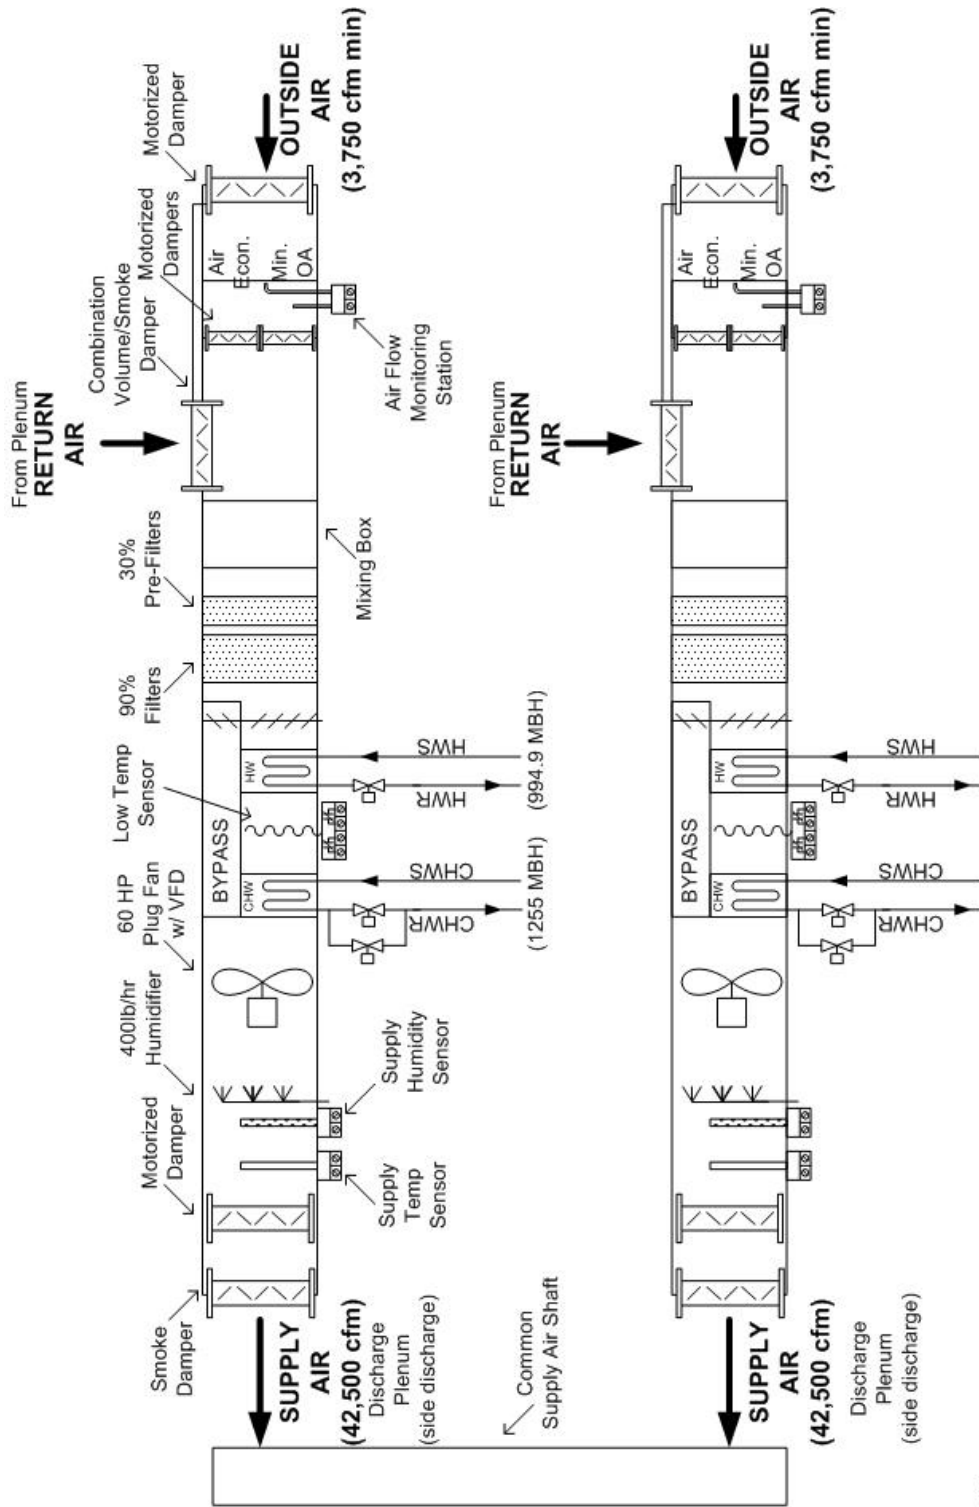 From Plenum
RETURN
AIR
Combination
Volume/Smoke
Damper
Motorized
Dampers
Motorized
Damper
30%
Pre-Filters
90%
Filters
Low Temp
Sensor
60 HP
Plug Fan
w/ VFD
400lb/hr
Humidifier
Motorized
Damper
Smoke
Damper
OUTSIDE
AIR
(3,750 cfm min)
Air
Econ.
Min.
OA
Air Flow
Monitoring
Station
Mixing Box
BYPASS
HW
CHW
HWS
HWR
(994.9 MBH)
CHWS
CHWR
(1255 MBH)
Supply
Humidity
Sensor
Supply
Temp
Sensor
SUPPLY
AIR
(42,500 cfm)
Discharge
Plenum
(side discharge)
Common
Supply Air Shaft
From Plenum
RETURN
AIR
OUTSIDE
AIR
(3,750 cfm min)
Air
Econ.
Min.
OA
BYPASS
HW
CHW
HWS
HWR
CHWS
CHWR
SUPPLY
AIR
(42,500 cfm)
Discharge
Plenum
(side discharge)